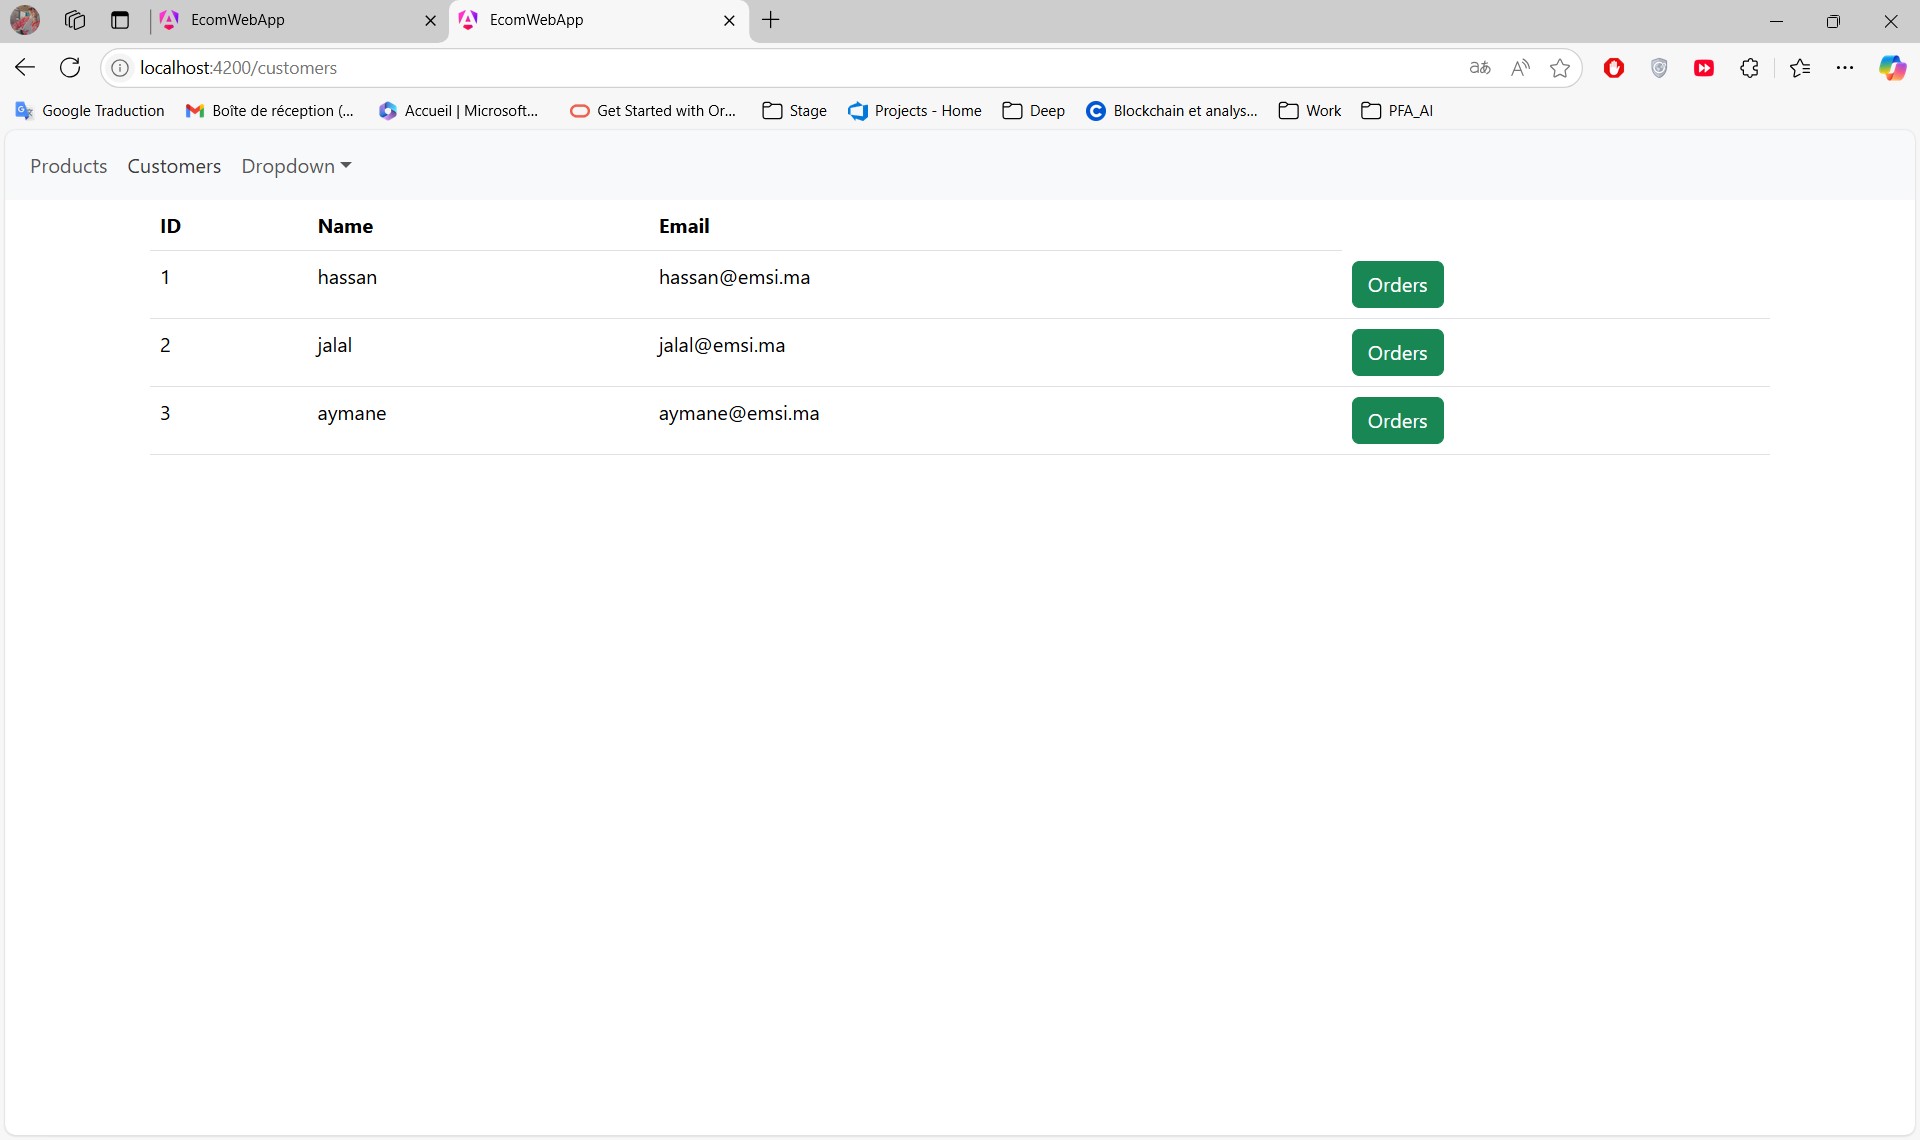 EcomWebApp EcomWebApp
localhost:4200/customers
Google Traduction Boîte de réception (... Accueil | Microsoft... Get Started with Or... Stage Projects - Home Deep Blockchain et analys... Work PFA_AI
Products Customers Dropdown
ID Name Email
1 hassan hassan@emsi.ma Orders
2 jalal jalal@emsi.ma Orders
3 aymane aymane@emsi.ma Orders